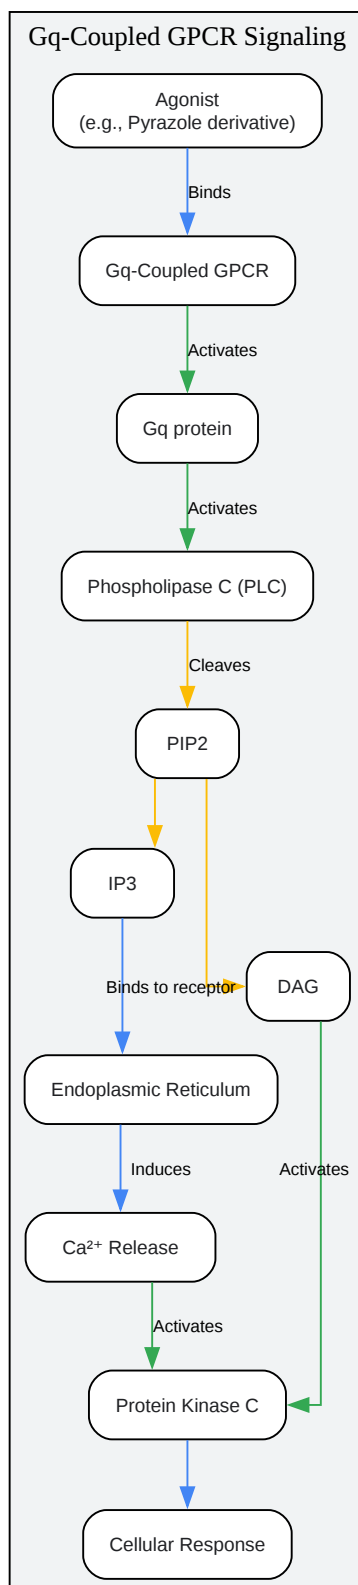 Gq-Coupled GPCR Signaling
Agonist
(e.g., Pyrazole derivative)
Binds
Gq-Coupled GPCR
Activates
Gq protein
Activates
Phospholipase C (PLC)
Cleaves
PIP2
IP3
Binds to receptor
DAG
Endoplasmic Reticulum
Induces
Activates
Ca²⁺ Release
Activates
Protein Kinase C
Cellular Response